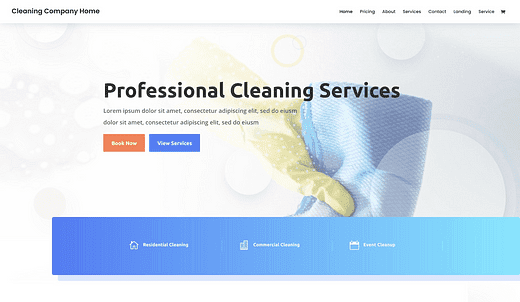 Cleaning Company Home
Home Pricing About Services Contact Landing Service
Professional Cleaning Services
Lorem ipsum dolor sit amet, consectetur adipiscing elit, sed do eiusm
dolor sit amet, consectetur adipiscing elit, sed do eiusm
Book Now View Services
Residential Cleaning Commercial Cleaning Event Cleanup